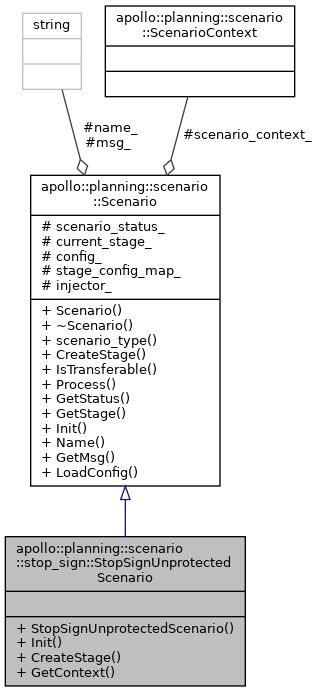 string
apollo::planning::scenario
::ScenarioContext
#name_
#msg_
#scenario_context_
apollo::planning::scenario
::Scenario
# scenario_status_
# current_stage_
# config_
# stage_config_map_
# injector_
+ Scenario()
+ ~Scenario()
+ scenario_type()
+ CreateStage()
+ IsTransferable()
+ Process()
+ GetStatus()
+ GetStage()
+ Init()
+ Name()
+ GetMsg()
+ LoadConfig()
apollo::planning::scenario
::stop_sign::StopSignUnprotected
Scenario
+ StopSignUnprotectedScenario()
+ Init()
+ CreateStage()
+ GetContext()